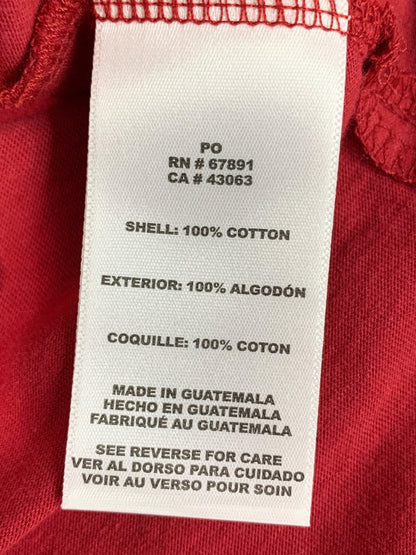 PO
RN # 67891
CA # 43063
SHELL: 100% COTTON
EXTERIOR: 100% ALGODÓN
COQUILLE: 100% COTON
MADE IN GUATEMALA
HECHO EN GUATEMALA
FABRIQUÉ AU GUATEMALA
SEE REVERSE FOR CARE
VER AL DORSO PARA CUIDADO
VOIR AU VERSO POUR SOIN